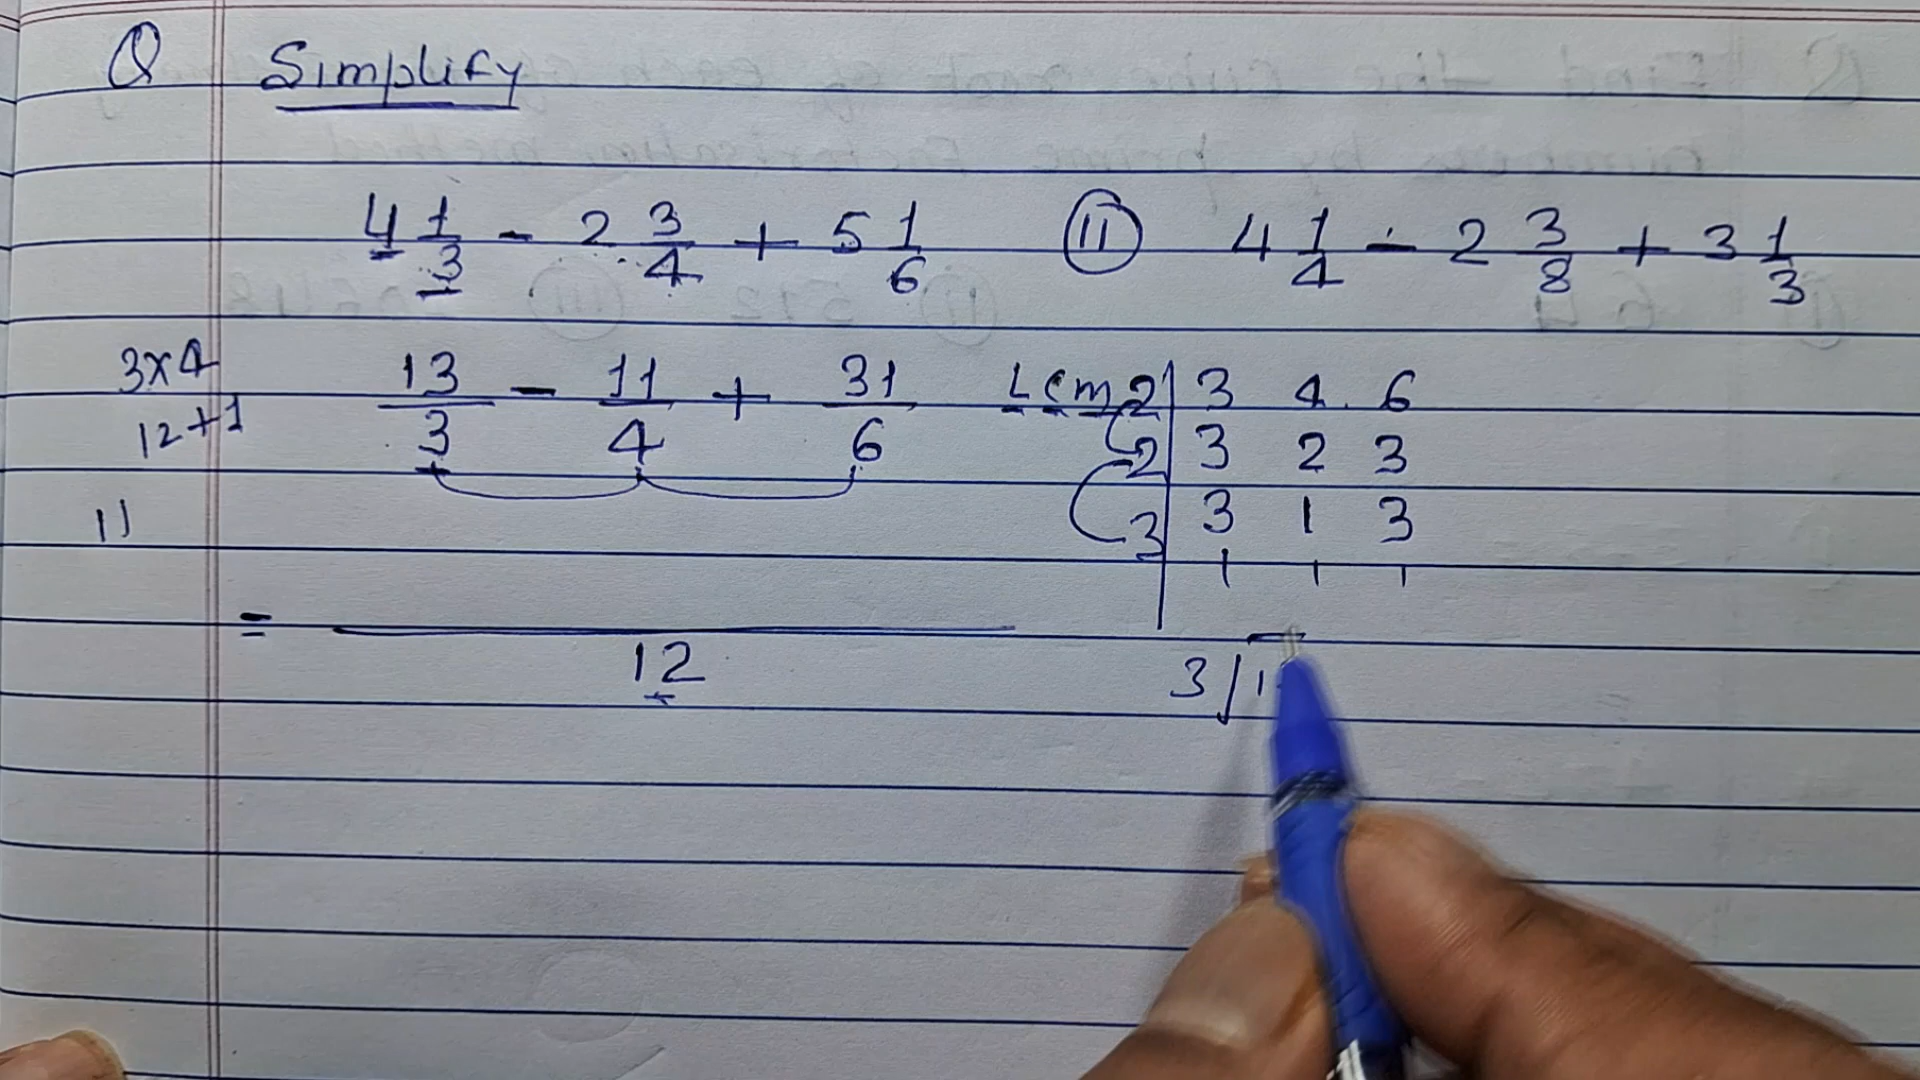 Q Simplify
4 1/3 - 2 3/4 + 5 1/6 (11) 4 1/4 - 2 3/8 + 3 1/3
3x4
12+1
11
13/3 - 11/4 + 31/6
Lcm 2 | 3 4 6
2 | 3 2 3
3 | 3 1 3
1 1 1
= /12
3 / 1